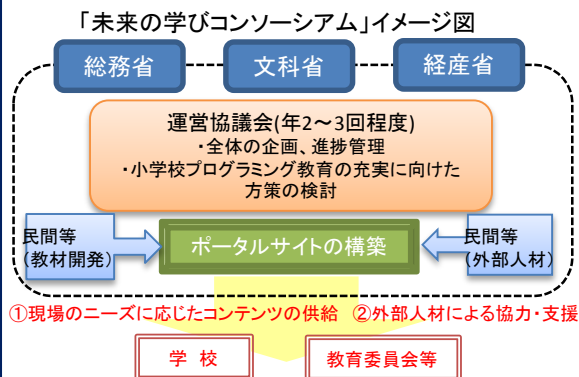 「未来の学びコンソーシアム」イメージ図
総務省
文科省
経産省
運営協議会(年2～3回程度)
・全体の企画、進捗管理
・小学校プログラミング教育の充実に向けた
方策の検討
民間等
（教材開発）
ポータルサイトの構築
民間等
（外部人材）
①現場のニーズに応じたコンテンツの供給 ②外部人材による協力・支援
学 校
教育委員会等